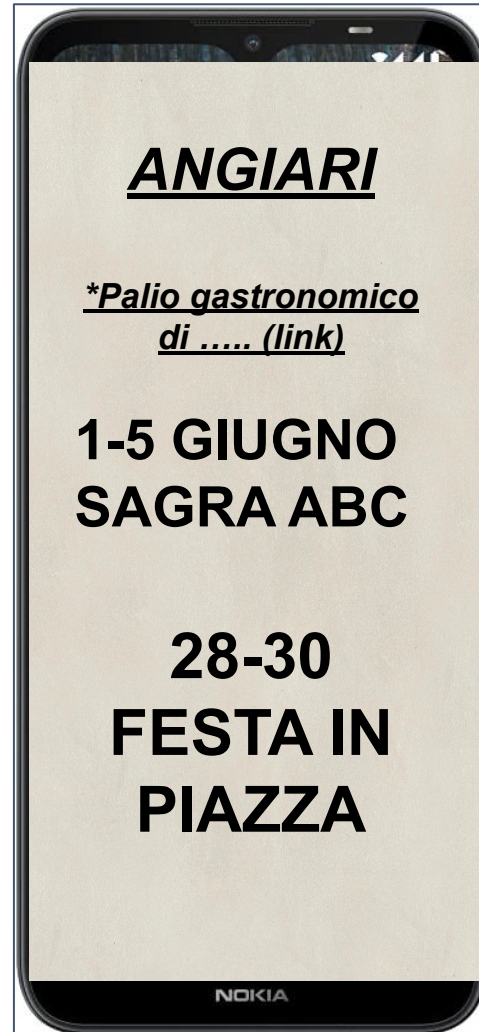 ANGIARI
*Palio gastronomico
di ….. (link)
1-5 GIUGNO
SAGRA ABC
28-30
FESTA IN
PIAZZA
NOKIA